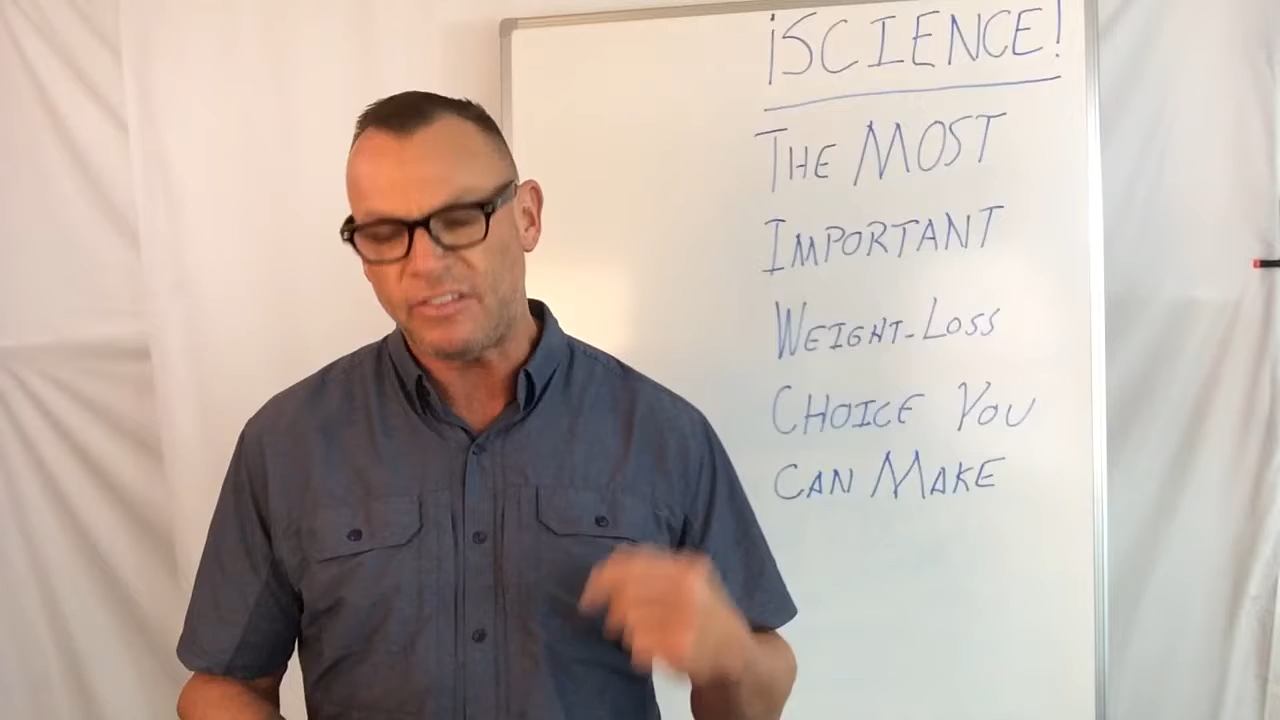 ¡SCIENCE!
THE MOST
IMPORTANT
WEIGHT-LOSS
CHOICE YOU
CAN MAKE